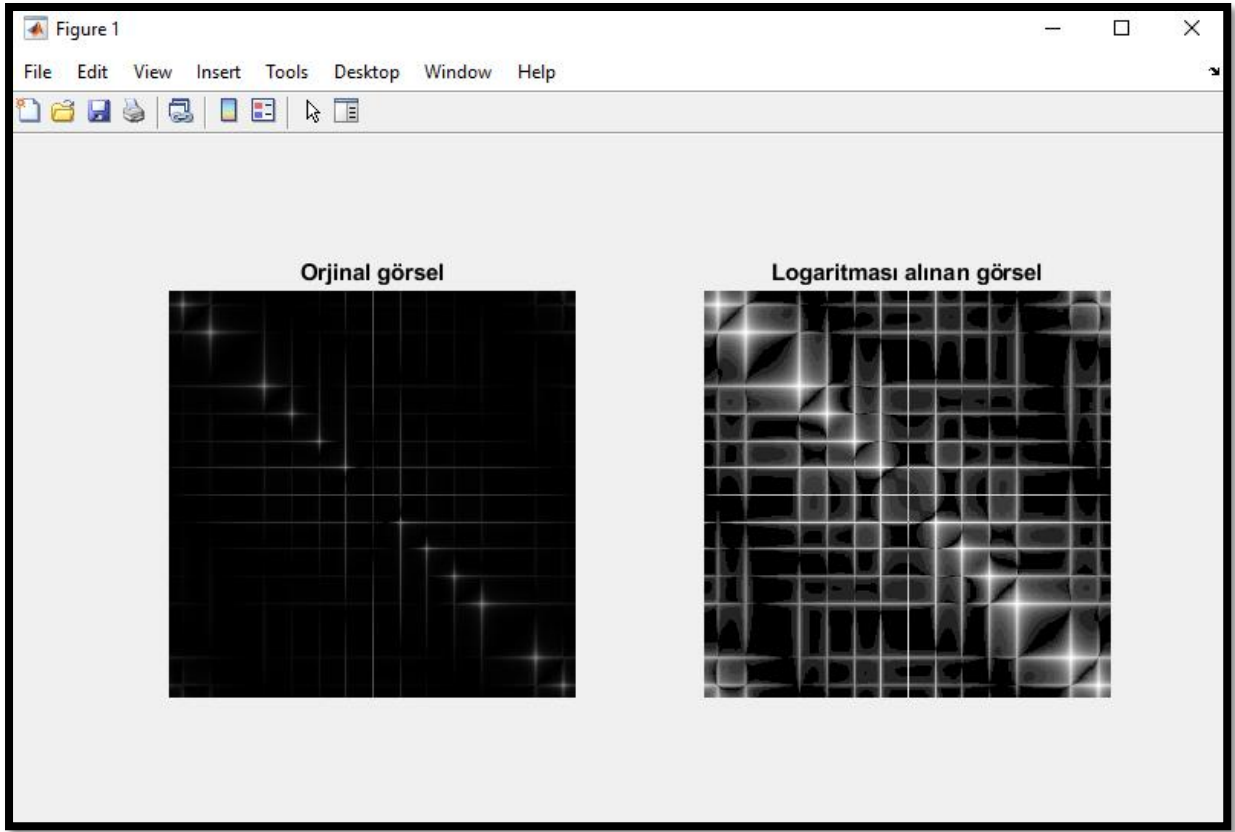 Figure 1
File Edit View Insert Tools Desktop Window Help
Orjinal görsel
Logaritması alınan görsel